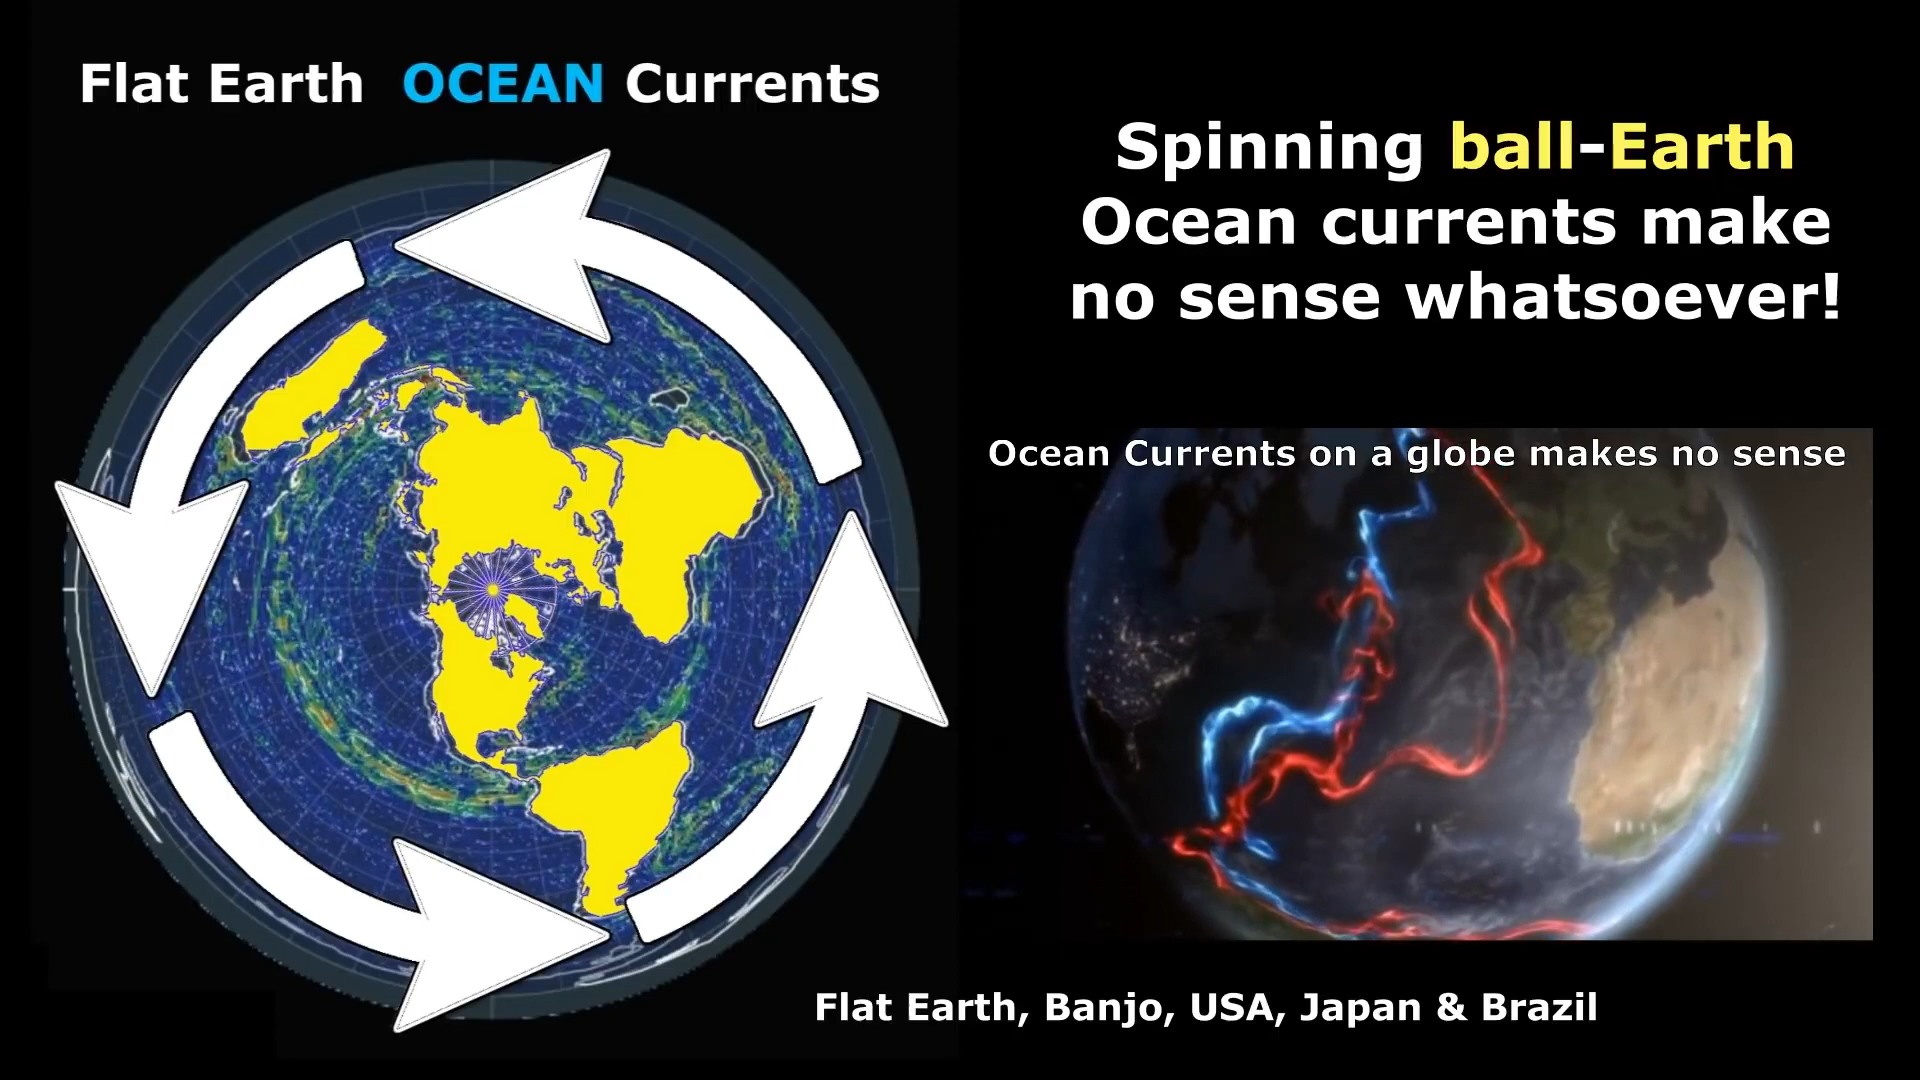 Flat Earth OCEAN Currents
Spinning ball-Earth
Ocean currents make
no sense whatsoever!
Ocean Currents on a globe makes no sense
Flat Earth, Banjo, USA, Japan & Brazil